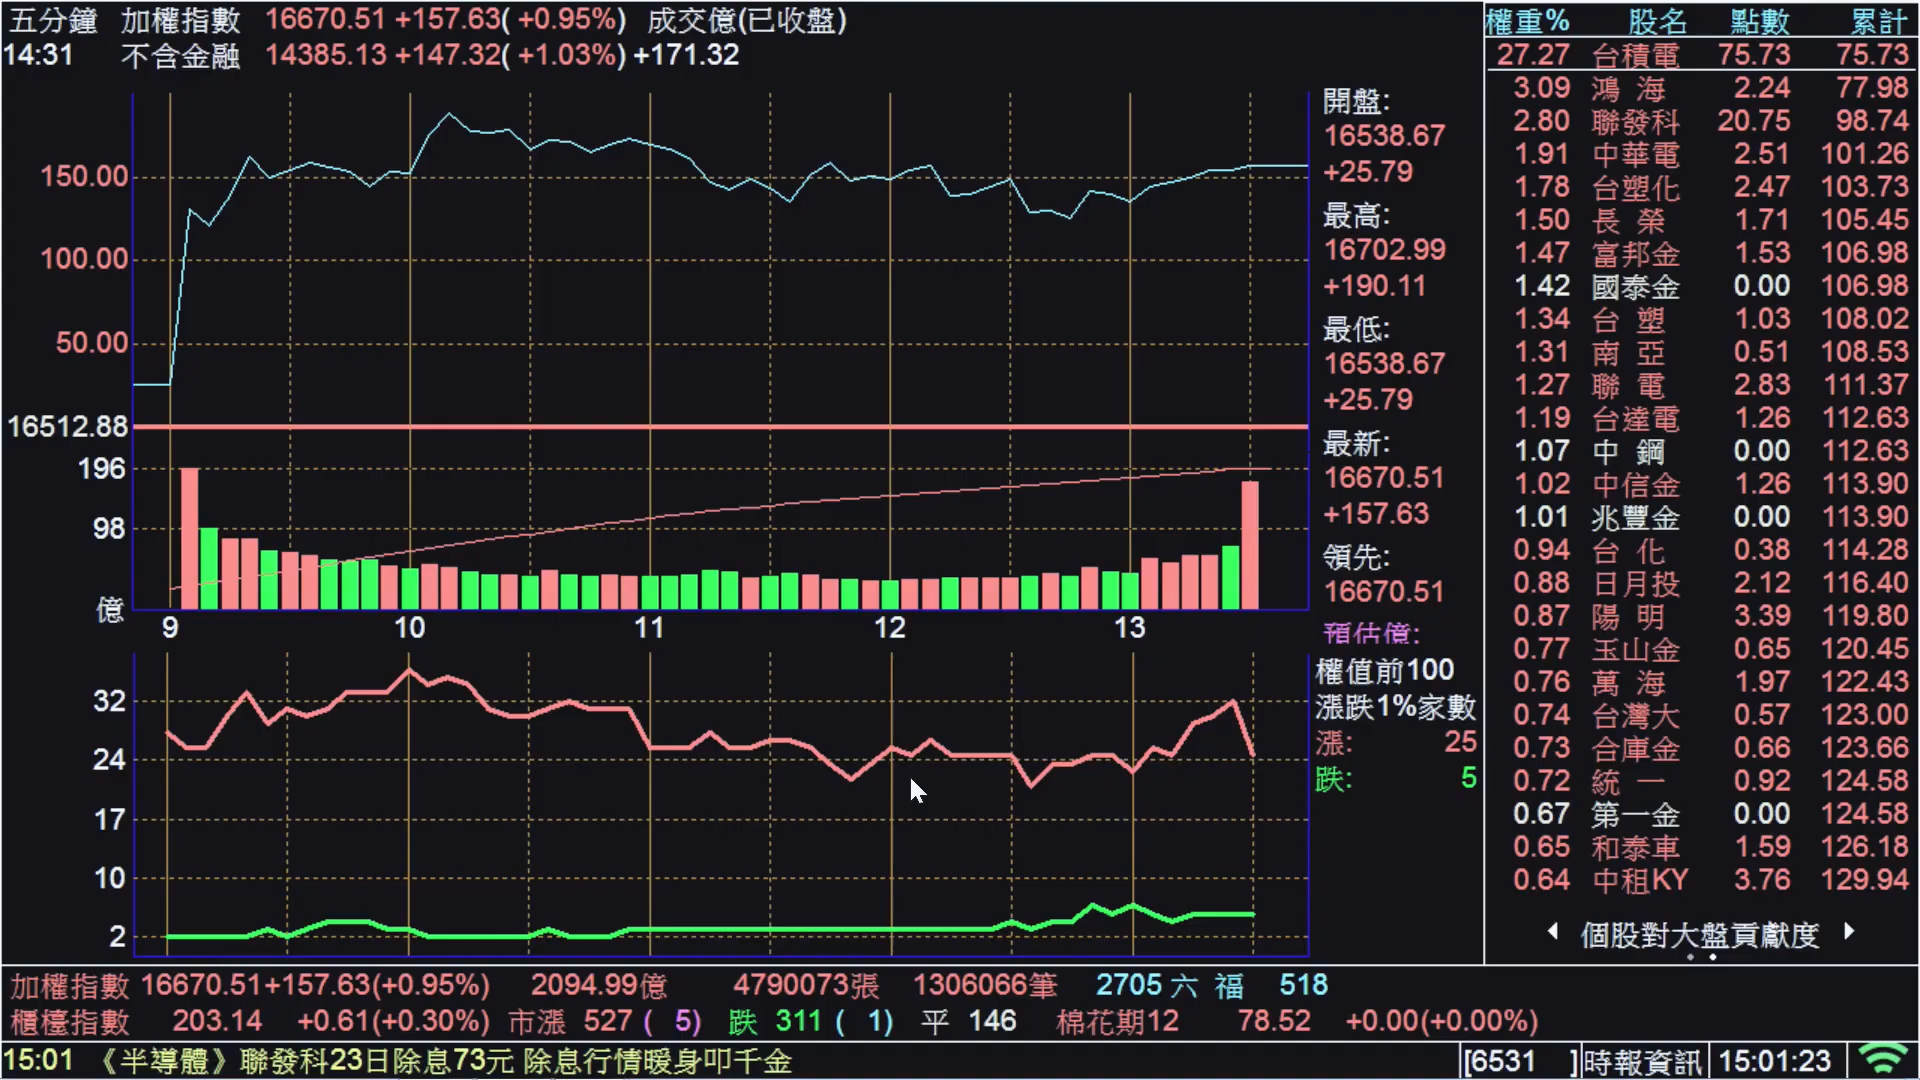 五分鐘 加權指數 16670.51 +157.63( +0.95%) 成交億(已收盤)
14:31 不含金融 14385.13 +147.32( +1.03%) +171.32
150.00
100.00
50.00
16512.88
196
98
億
9 10 11 12 13
32
24
17
10
2
開盤:
16538.67
+25.79
最高:
16702.99
+190.11
最低:
16538.67
+25.79
最新:
16670.51
+157.63
領先:
16670.51
預估億:
權值前100
漲跌1%家數
漲: 25
跌: 5
權重% 股名 點數 累計
27.27 台積電 75.73 75.73
3.09 鴻海 2.24 77.98
2.80 聯發科 20.75 98.74
1.91 中華電 2.51 101.26
1.78 台塑化 2.47 103.73
1.50 長榮 1.71 105.45
1.47 富邦金 1.53 106.98
1.42 國泰金 0.00 106.98
1.34 台塑 1.03 108.02
1.31 南亞 0.51 108.53
1.27 聯電 2.83 111.37
1.19 台達電 1.26 112.63
1.07 中鋼 0.00 112.63
1.02 中信金 1.26 113.90
1.01 兆豐金 0.00 113.90
0.94 台化 0.38 114.28
0.88 日月投 2.12 116.40
0.87 陽明 3.39 119.80
0.77 玉山金 0.65 120.45
0.76 萬海 1.97 122.43
0.74 台灣大 0.57 123.00
0.73 合庫金 0.66 123.66
0.72 統一 0.92 124.58
0.67 第一金 0.00 124.58
0.65 和泰車 1.59 126.18
0.64 中租KY 3.76 129.94
個股對大盤貢獻度
加權指數 16670.51+157.63(+0.95%) 2094.99億 4790073張 1306066筆 2705 六福 518
櫃檯指數 203.14 +0.61(+0.30%) 市漲 527 ( 5) 跌 311 ( 1) 平 146 棉花期12 78.52 +0.00(+0.00%)
15:01 《半導體》聯發科23日除息73元 除息行情暖身叩千金 [6531 ]時報資訊 15:01:23